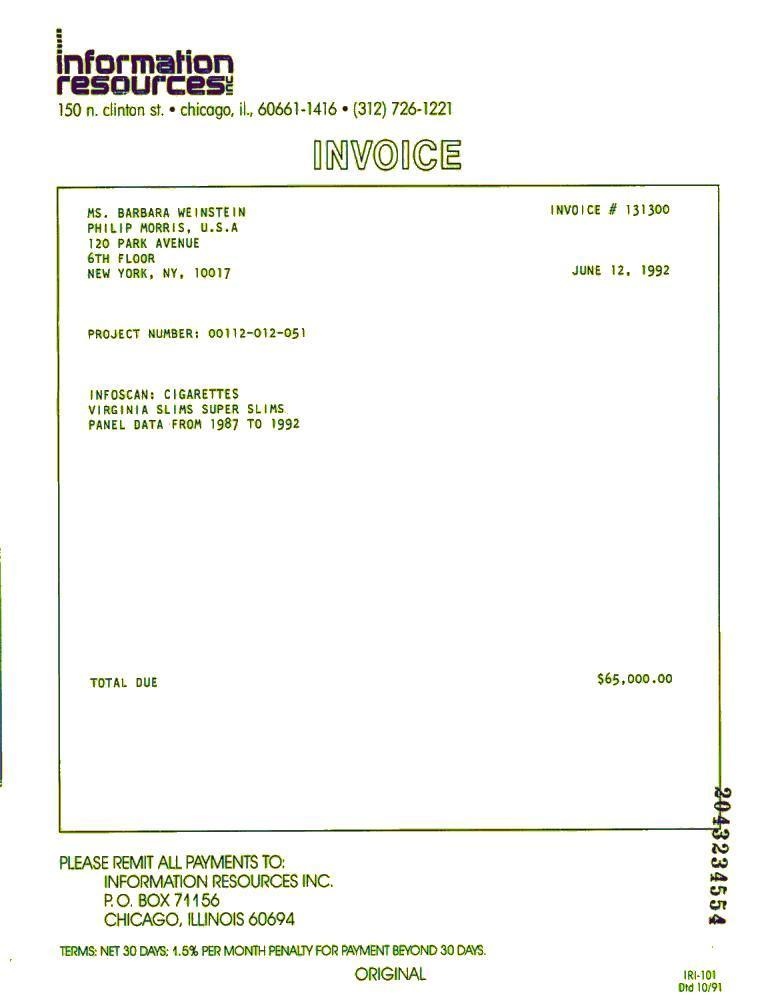 information
resources inc
150 n. clinton st. • chicago, il., 60661-1416 • (312) 726-1221
INVOICE
MS. BARBARA WEINSTEIN
INVOICE # 131300
PHILIP MORRIS, U.S.A
120 PARK AVENUE
6TH FLOOR
NEW YORK, NY, 10017
JUNE 12, 1992
PROJECT NUMBER: 00112-012-051
INFOSCAN: CIGARETTES
VIRGINIA SLIMS SUPER SLIMS
PANEL DATA FROM 1987 TO 1992
TOTAL DUE
$65,000.00
2043234554
PLEASE REMIT ALL PAYMENTS TO:
INFORMATION RESOURCES INC.
P.O. BOX 71156
CHICAGO, ILLINOIS 60694
TERMS: NET 30 DAYS; 1.5% PER MONTH PENALTY FOR PAYMENT BEYOND 30 DAYS.
ORIGINAL
IRI-101
Dtd 10/91